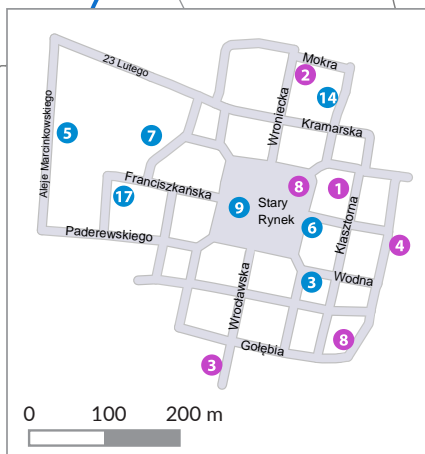 Mokra
23 Lutego
2
14
Wroniecka
Aleje Marcinkowskiego
Kramarska
5
7
Franciszkańska
8
1
17
9
Stary
Rynek
6
Klasztorna
Paderewskiego
4
Wodna
3
Wrocławska
Gołębia
8
3
0 100 200 m